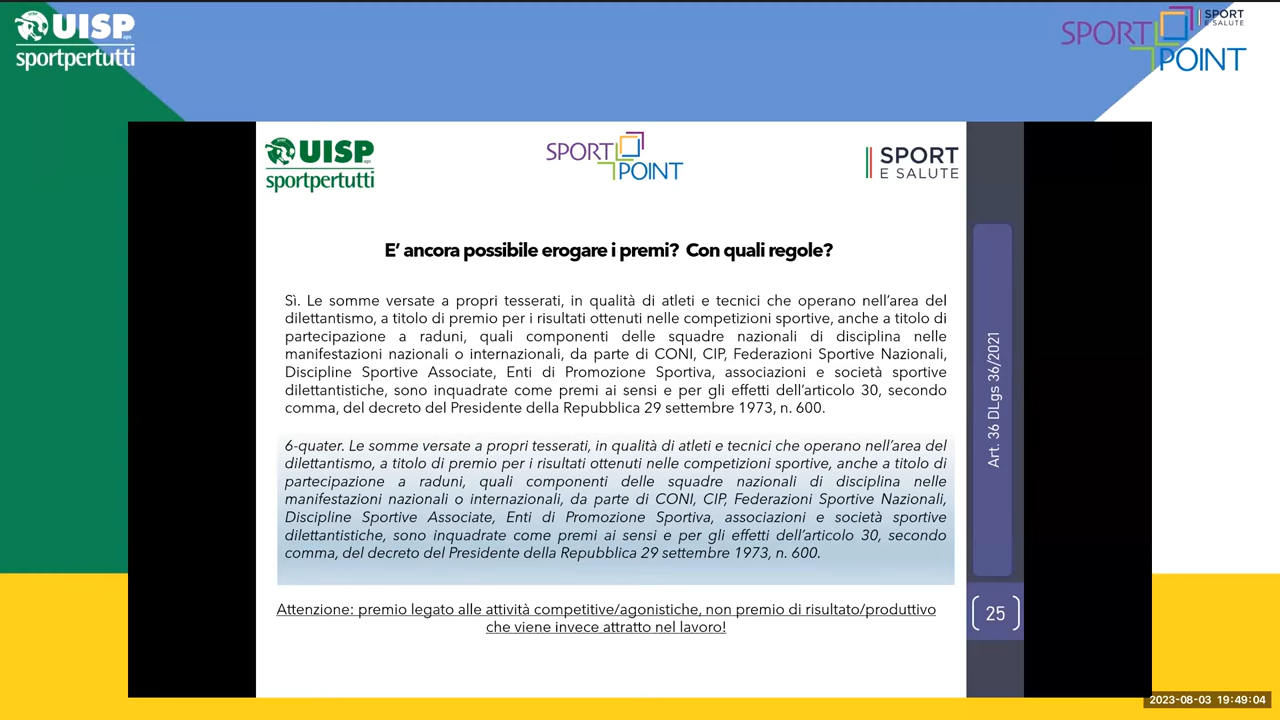 UISP aps
sportpertutti
SPORT POINT
SPORT
E SALUTE
UISP aps
sportpertutti
SPORT POINT
SPORT
E SALUTE
E’ ancora possibile erogare i premi? Con quali regole?
Sì. Le somme versate a propri tesserati, in qualità di atleti e tecnici che operano nell’area del
dilettantismo, a titolo di premio per i risultati ottenuti nelle competizioni sportive, anche a titolo di
partecipazione a raduni, quali componenti delle squadre nazionali di disciplina nelle
manifestazioni nazionali o internazionali, da parte di CONI, CIP, Federazioni Sportive Nazionali,
Discipline Sportive Associate, Enti di Promozione Sportiva, associazioni e società sportive
dilettantistiche, sono inquadrate come premi ai sensi e per gli effetti dell’articolo 30, secondo
comma, del decreto del Presidente della Repubblica 29 settembre 1973, n. 600.
6-quater. Le somme versate a propri tesserati, in qualità di atleti e tecnici che operano nell’area del
dilettantismo, a titolo di premio per i risultati ottenuti nelle competizioni sportive, anche a titolo di
partecipazione a raduni, quali componenti delle squadre nazionali di disciplina nelle
manifestazioni nazionali o internazionali, da parte di CONI, CIP, Federazioni Sportive Nazionali,
Discipline Sportive Associate, Enti di Promozione Sportiva, associazioni e società sportive
dilettantistiche, sono inquadrate come premi ai sensi e per gli effetti dell’articolo 30, secondo
comma, del decreto del Presidente della Repubblica 29 settembre 1973, n. 600.
Attenzione: premio legato alle attività competitive/agonistiche, non premio di risultato/produttivo
che viene invece attratto nel lavoro!
Art. 36 DLgs 36/2021
25
2023-08-03 19:49:04